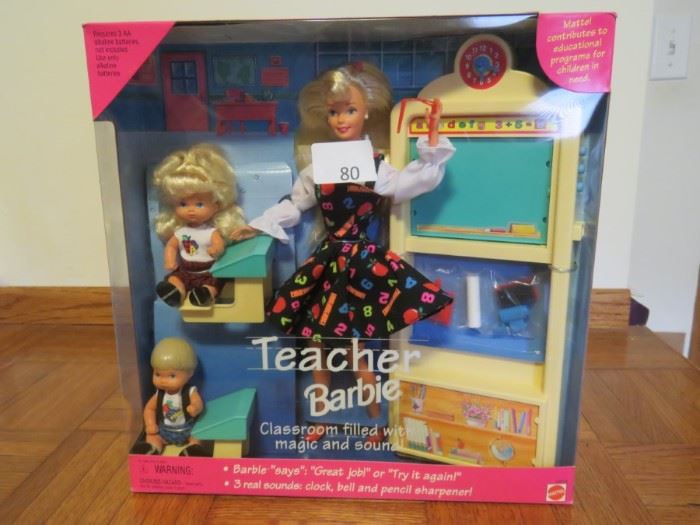 Requires 3 AA
alkaline batteries,
not included.
Use only
alkaline
batteries
Mattel
contributes to
educational
programs for
children in
need.
80
Teacher
Barbie
Classroom filled with
magic and sound!
WARNING:
• Barbie "says": "Great job!" or "Try it again!"
• 3 real sounds: clock, bell and pencil sharpener!
MATTEL